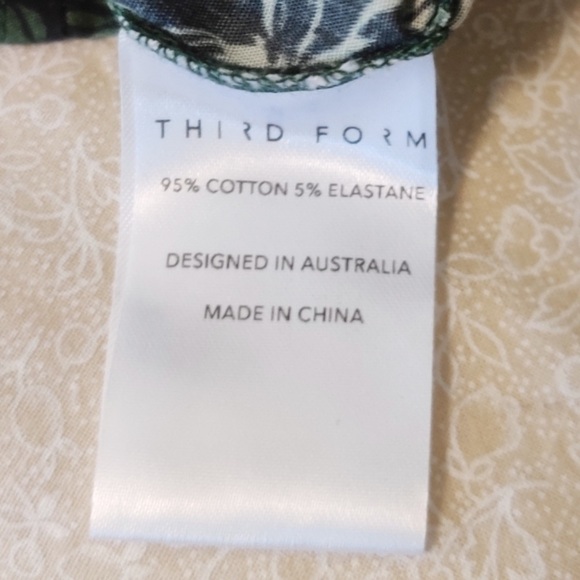 THIRD FORM
95% COTTON 5% ELASTANE
DESIGNED IN AUSTRALIA
MADE IN CHINA